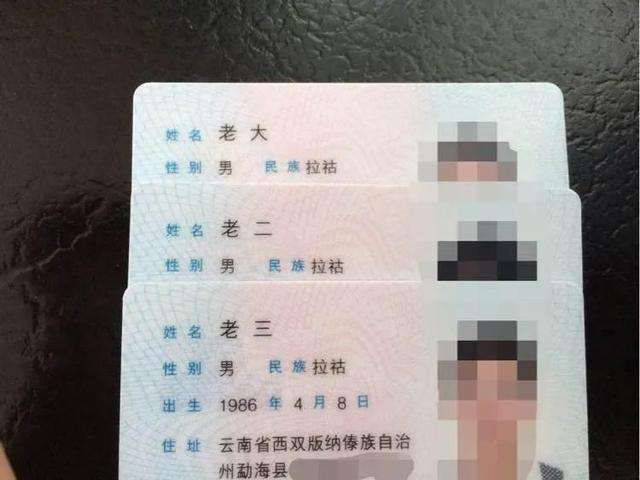 姓名 老大
性别 男 民族 拉祜
姓名 老二
性别 男 民族 拉祜
姓名 老三
性别 男 民族 拉祜
出生 1986 年 4 月 8 日
住址 云南省西双版纳傣族自治
州勐海县